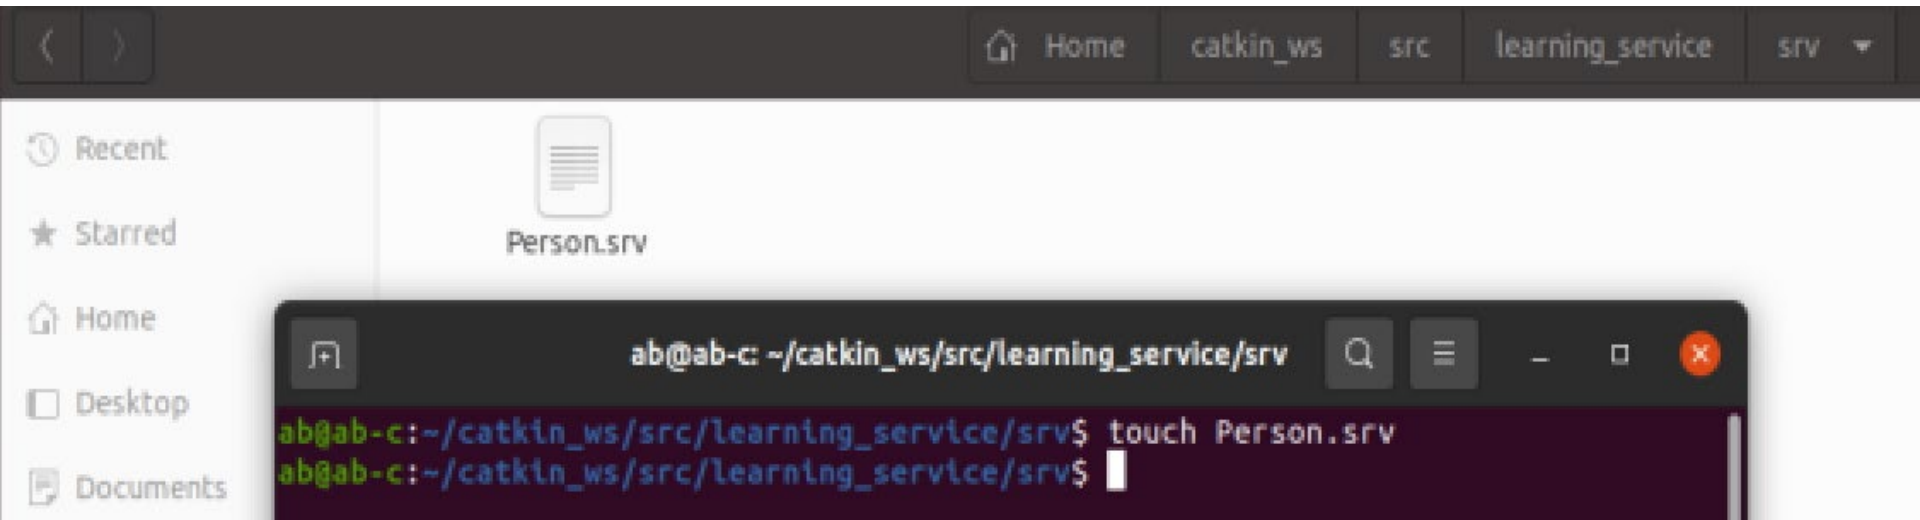 Home catkin_ws src learning_service srv
Recent
Starred
Home
Desktop
Documents
Person.srv
ab@ab-c: ~/catkin_ws/src/learning_service/srv
ab@ab-c:~/catkin_ws/src/learning_service/srv$ touch Person.srv
ab@ab-c:~/catkin_ws/src/learning_service/srv$